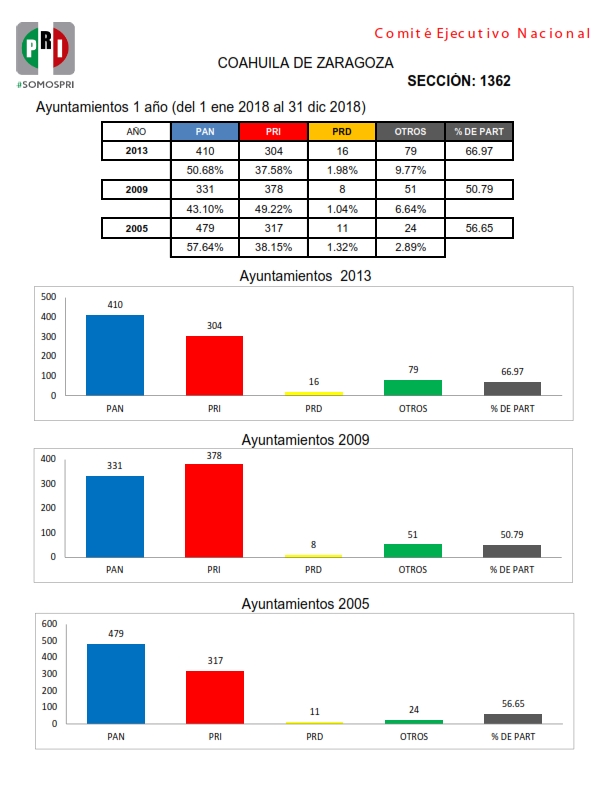 Comité Ejecutivo Nacional
PRI
#SOMOSPRI
COAHUILA DE ZARAGOZA
SECCIÓN: 1362
Ayuntamientos 1 año (del 1 ene 2018 al 31 dic 2018)
AÑO PAN PRI PRD OTROS % DE PART
2013 410 304 16 79 66.97
50.68% 37.58% 1.98% 9.77%
2009 331 378 8 51 50.79
43.10% 49.22% 1.04% 6.64%
2005 479 317 11 24 56.65
57.64% 38.15% 1.32% 2.89%
Ayuntamientos 2013
500
400
300
200
100
0
410
304
16
79
66.97
PAN PRI PRD OTROS % DE PART
Ayuntamientos 2009
400
300
200
100
0
331
378
8
51
50.79
PAN PRI PRD OTROS % DE PART
Ayuntamientos 2005
600
500
400
300
200
100
0
479
317
11
24
56.65
PAN PRI PRD OTROS % DE PART